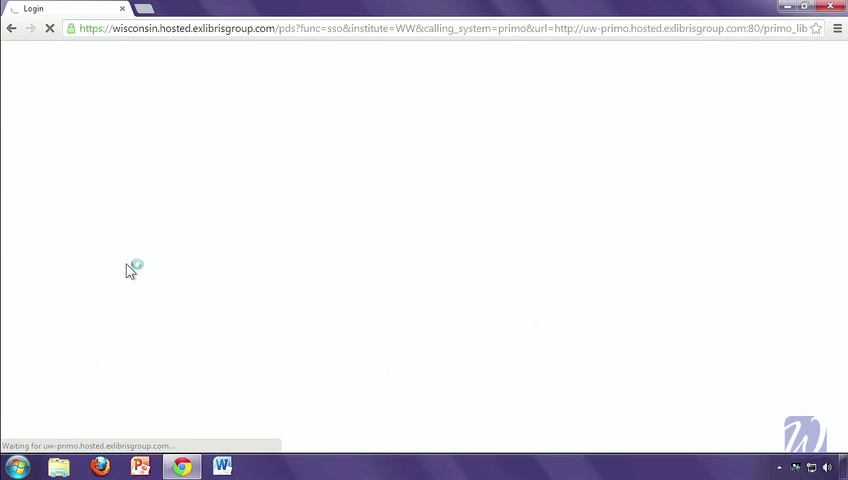 Login
https://wisconsin.hosted.exlibrisgroup.com/pds?func=sso&institute=WW&calling_system=primo&url=http://uw-primo.hosted.exlibrisgroup.com:80/primo_lib
Waiting for uw-primo.hosted.exlibrisgroup.com...
W